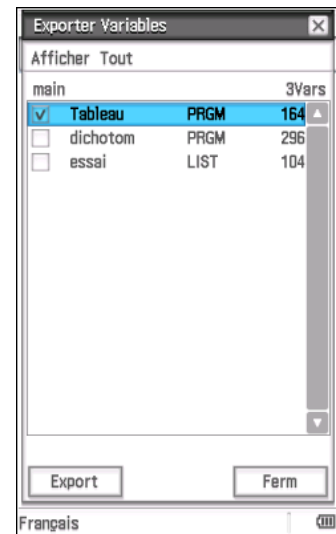 Exporter Variables
Afficher Tout
main 3Vars
Tableau PRGM 164
dichotom PRGM 296
essai LIST 104
Export Ferm
Français